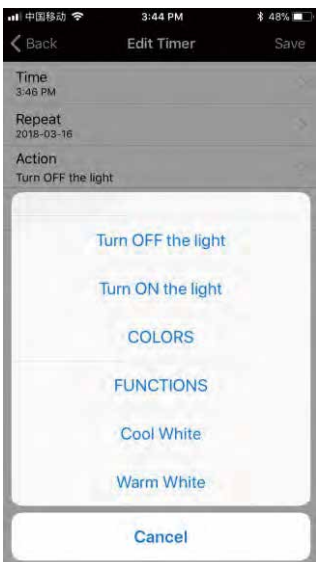 中国移动 3:44 PM 48%
Back Edit Timer Save
Time
3:46 PM
Repeat
2018-03-16
Action
Turn OFF the light
Turn OFF the light
Turn ON the light
COLORS
FUNCTIONS
Cool White
Warm White
Cancel